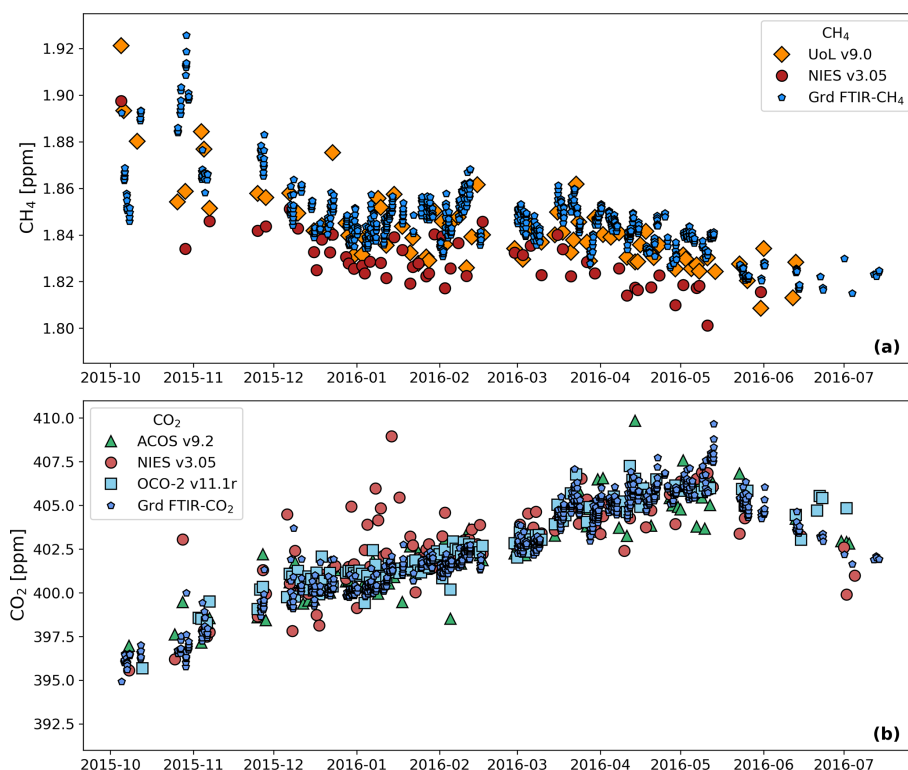 1.92
1.90
1.88
1.86
1.84
1.82
1.80
CH₄ [ppm]
CH₄
UoL v9.0
NIES v3.05
Grd FTIR-CH₄
(a)
2015-10 2015-11 2015-12 2016-01 2016-02 2016-03 2016-04 2016-05 2016-06 2016-07
410.0
407.5
405.0
402.5
400.0
397.5
395.0
392.5
CO₂ [ppm]
CO₂
ACOS v9.2
NIES v3.05
OCO-2 v11.1r
Grd FTIR-CO₂
(b)
2015-10 2015-11 2015-12 2016-01 2016-02 2016-03 2016-04 2016-05 2016-06 2016-07